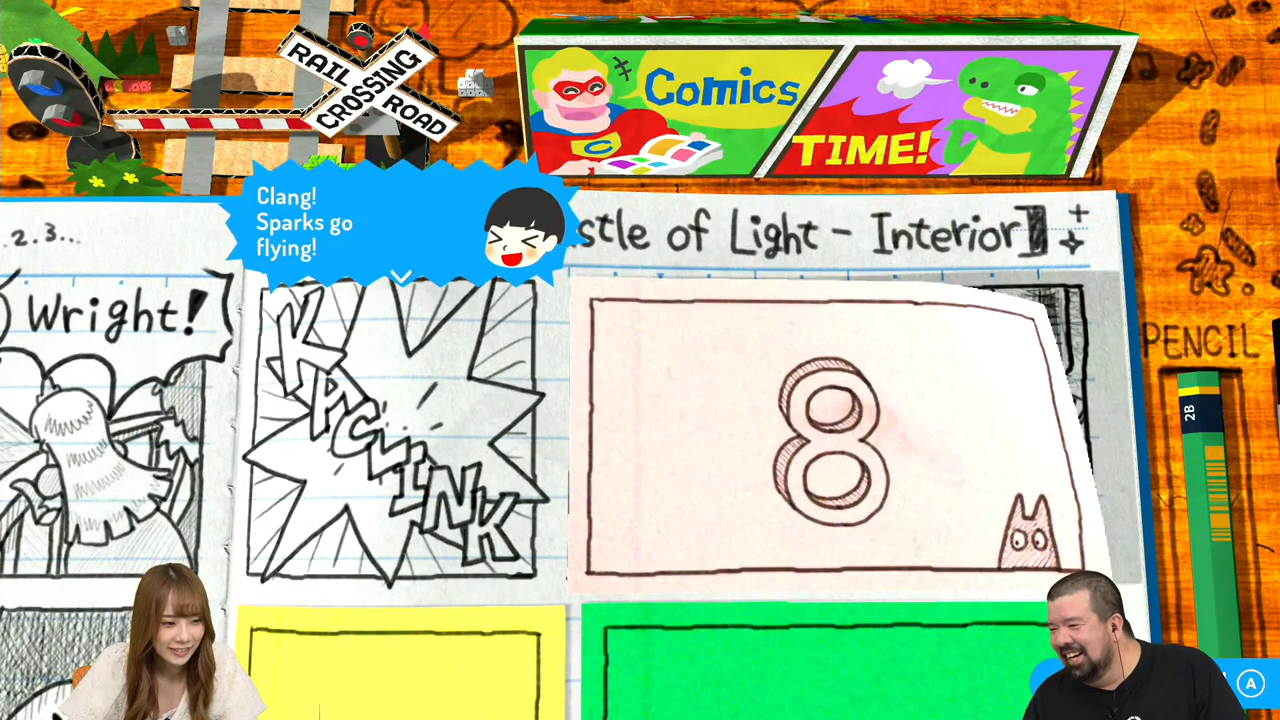 RAIL
CROSSING
ROAD
Comics
TIME!
C
Clang!
Sparks go
flying!
.2.3...
stle of Light - Interior】
Wright!
KACLINK
8
PENCIL
2B
A